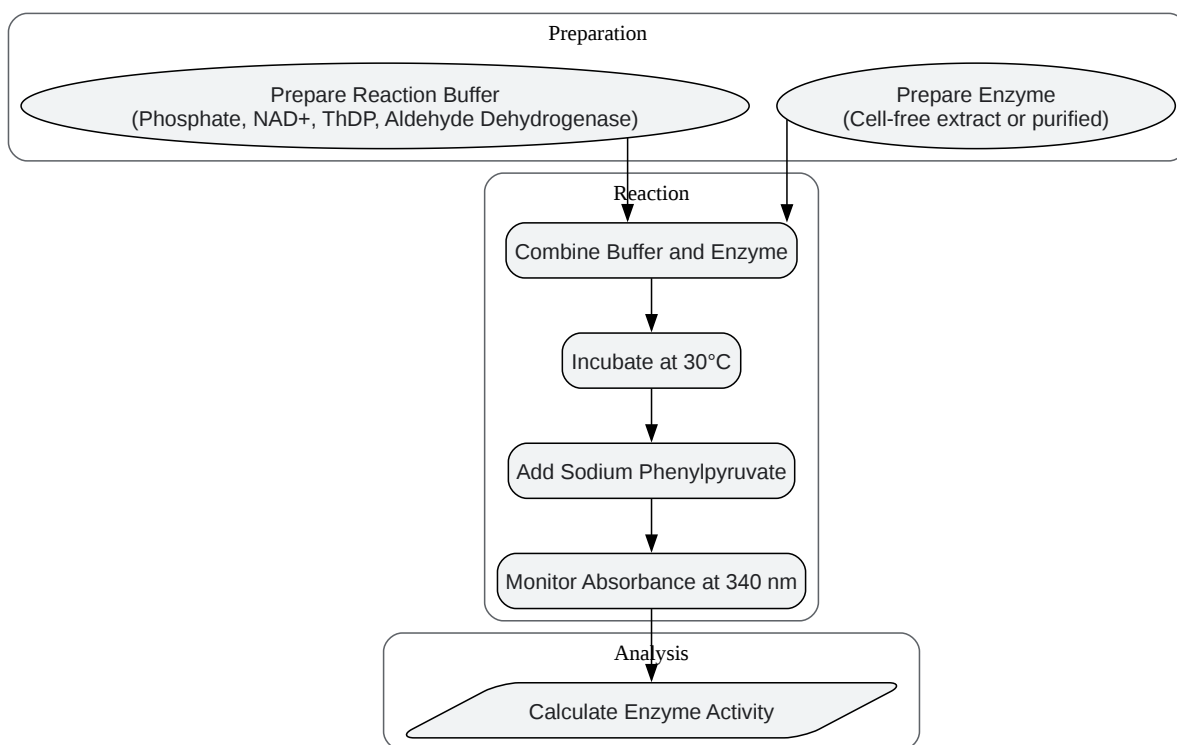 Preparation
Prepare Reaction Buffer
(Phosphate, NAD+, ThDP, Aldehyde Dehydrogenase)
Prepare Enzyme
(Cell-free extract or purified)
Reaction
Combine Buffer and Enzyme
Incubate at 30°C
Add Sodium Phenylpyruvate
Monitor Absorbance at 340 nm
Analysis
Calculate Enzyme Activity